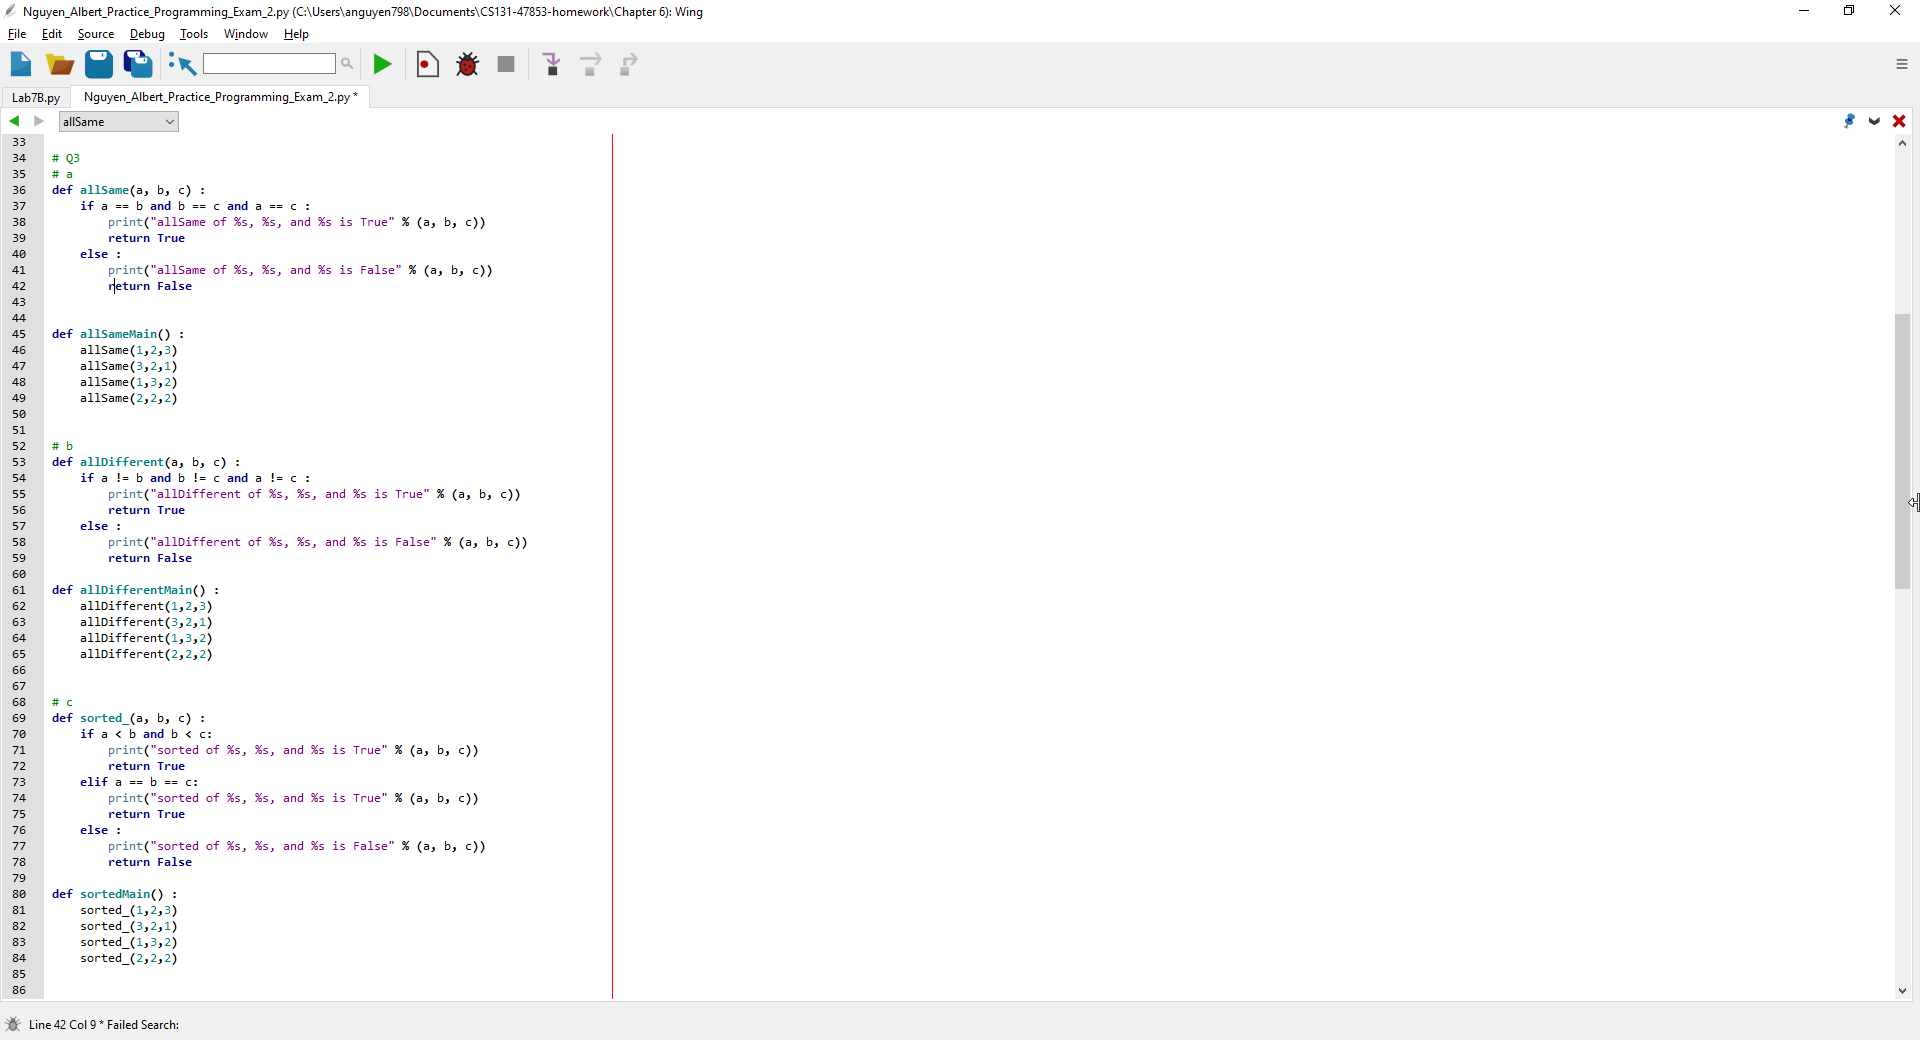 Nguyen_Albert_Practice_Programming_Exam_2.py (C:\Users\anguyen798\Documents\CS131-47853-homework\Chapter 6): Wing
File Edit Source Debug Tools Window Help
Lab7B.py Nguyen_Albert_Practice_Programming_Exam_2.py *
allSame
33
34 # Q3
35 # a
36 def allSame(a, b, c) :
37     if a == b and b == c and a == c :
38         print("allSame of %s, %s, and %s is True" % (a, b, c))
39         return True
40     else :
41         print("allSame of %s, %s, and %s is False" % (a, b, c))
42         return False
43
44
45 def allSameMain() :
46     allSame(1,2,3)
47     allSame(3,2,1)
48     allSame(1,3,2)
49     allSame(2,2,2)
50
51
52 # b
53 def allDifferent(a, b, c) :
54     if a != b and b != c and a != c :
55         print("allDifferent of %s, %s, and %s is True" % (a, b, c))
56         return True
57     else :
58         print("allDifferent of %s, %s, and %s is False" % (a, b, c))
59         return False
60
61 def allDifferentMain() :
62     allDifferent(1,2,3)
63     allDifferent(3,2,1)
64     allDifferent(1,3,2)
65     allDifferent(2,2,2)
66
67
68 # c
69 def sorted_(a, b, c) :
70     if a < b and b < c:
71         print("sorted of %s, %s, and %s is True" % (a, b, c))
72         return True
73     elif a == b == c:
74         print("sorted of %s, %s, and %s is True" % (a, b, c))
75         return True
76     else :
77         print("sorted of %s, %s, and %s is False" % (a, b, c))
78         return False
79
80 def sortedMain() :
81     sorted_(1,2,3)
82     sorted_(3,2,1)
83     sorted_(1,3,2)
84     sorted_(2,2,2)
85
86
Line 42 Col 9 * Failed Search: